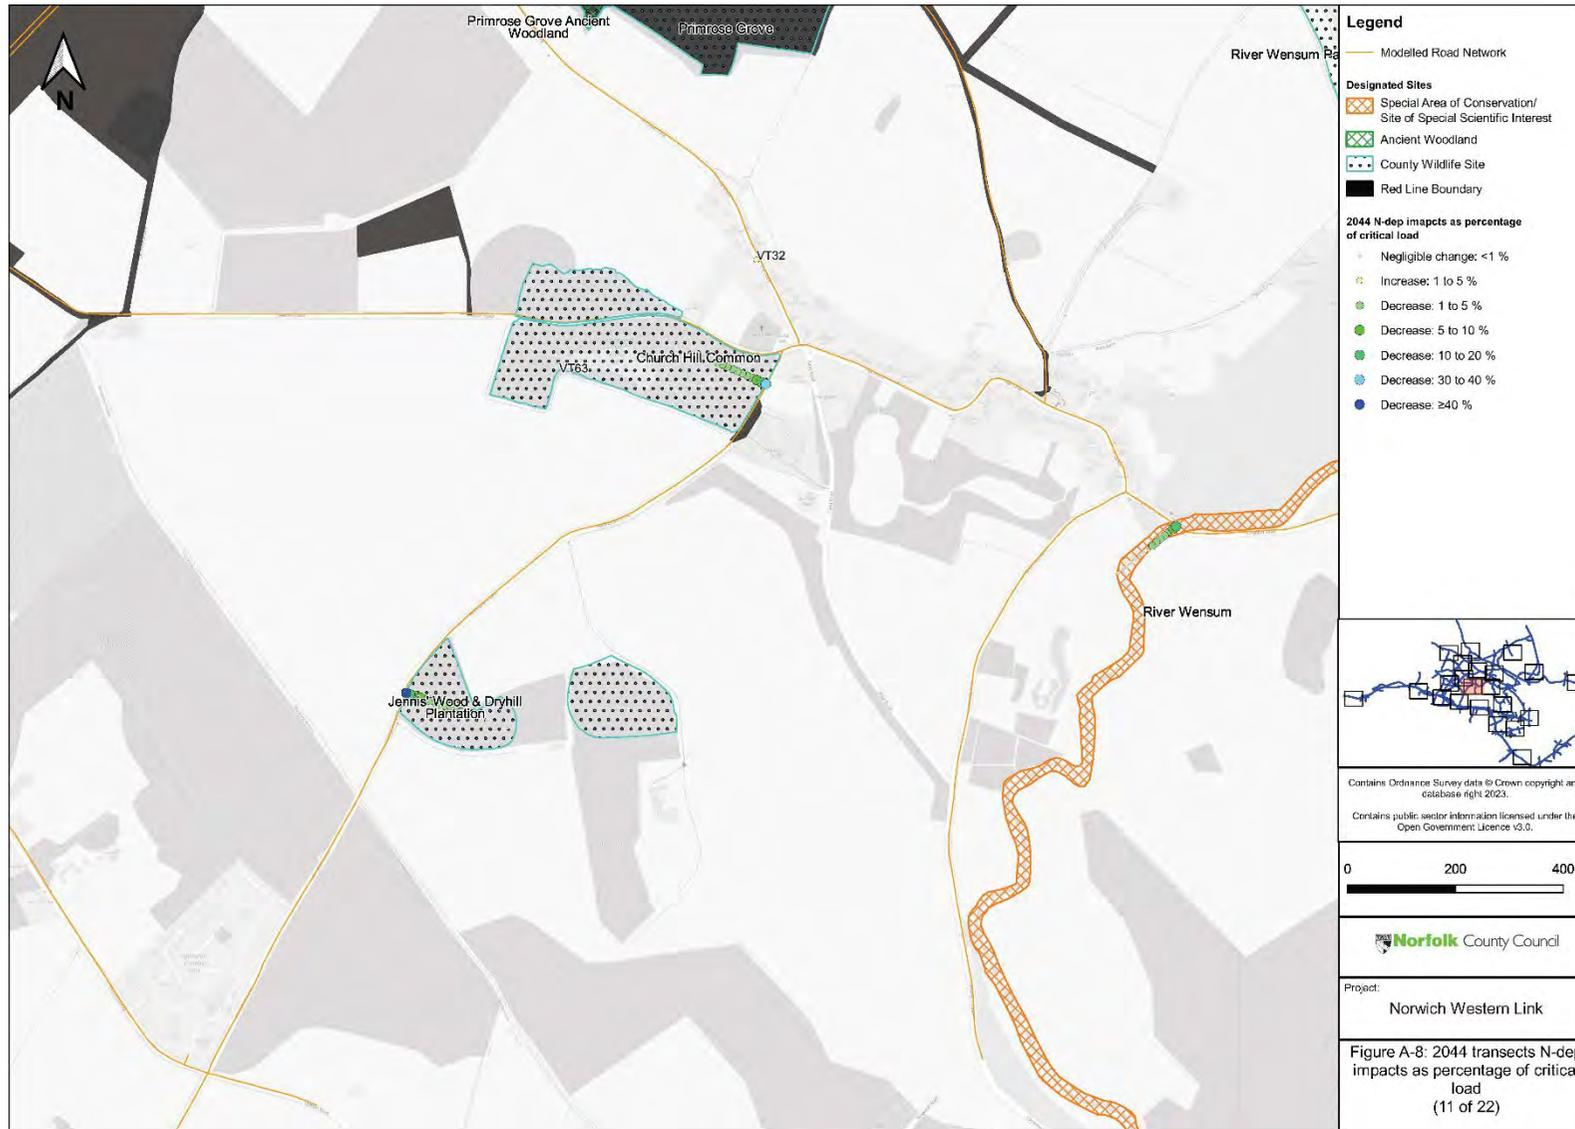 Primrose Grove Ancient
Woodland
Primrose Grove
River Wensum Pa
N
VT32
Church Hill Common
VT63
River Wensum
Jennis' Wood & Dryhill
Plantation
Legend
Modelled Road Network
Designated Sites
Special Area of Conservation/
Site of Special Scientific Interest
Ancient Woodland
County Wildlife Site
Red Line Boundary
2044 N-dep imapcts as percentage
of critical load
Negligible change: <1 %
Increase: 1 to 5 %
Decrease: 1 to 5 %
Decrease: 5 to 10 %
Decrease: 10 to 20 %
Decrease: 30 to 40 %
Decrease: ≥40 %
Contains Ordnance Survey data © Crown copyright an
database right 2023.
Contains public sector information licensed under the
Open Government Licence v3.0.
0 200 400
Norfolk County Council
Project:
Norwich Western Link
Figure A-8: 2044 transects N-dep
impacts as percentage of critica
load
(11 of 22)